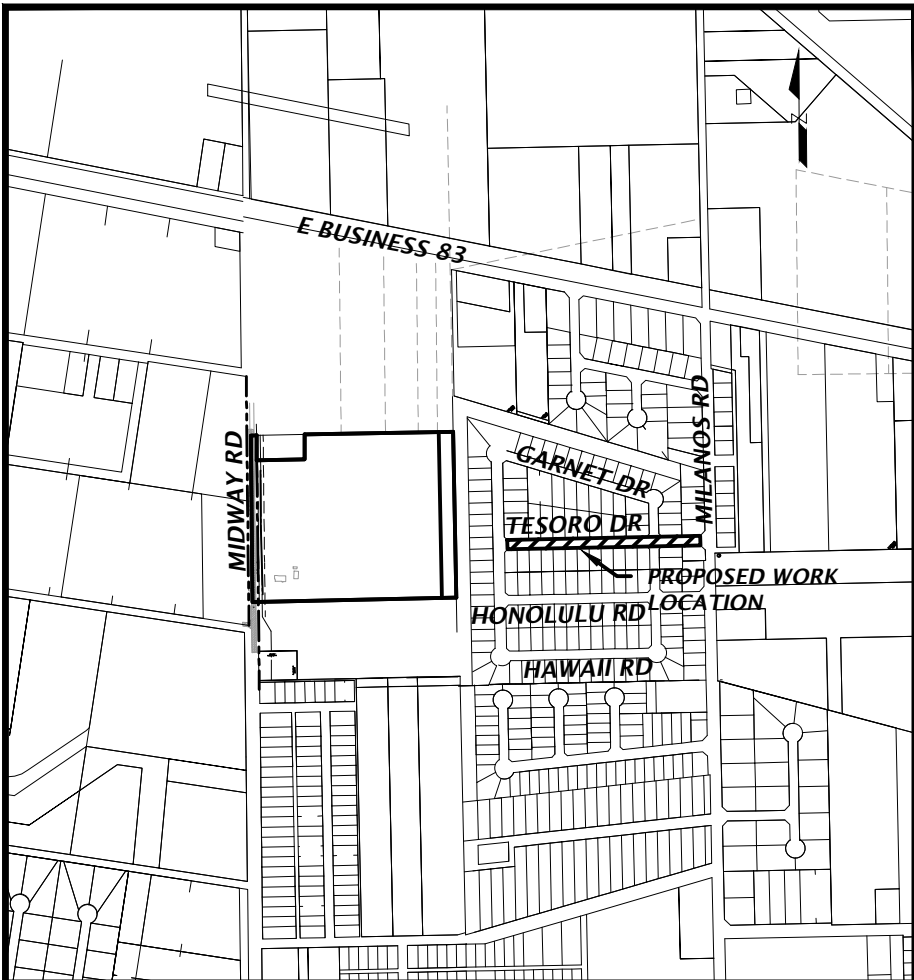 E BUSINESS 83
MILANOS RD
MIDWAY RD
GARNET DR
TESORO DR
PROPOSED WORK
LOCATION
HONOLULU RD
HAWAII RD